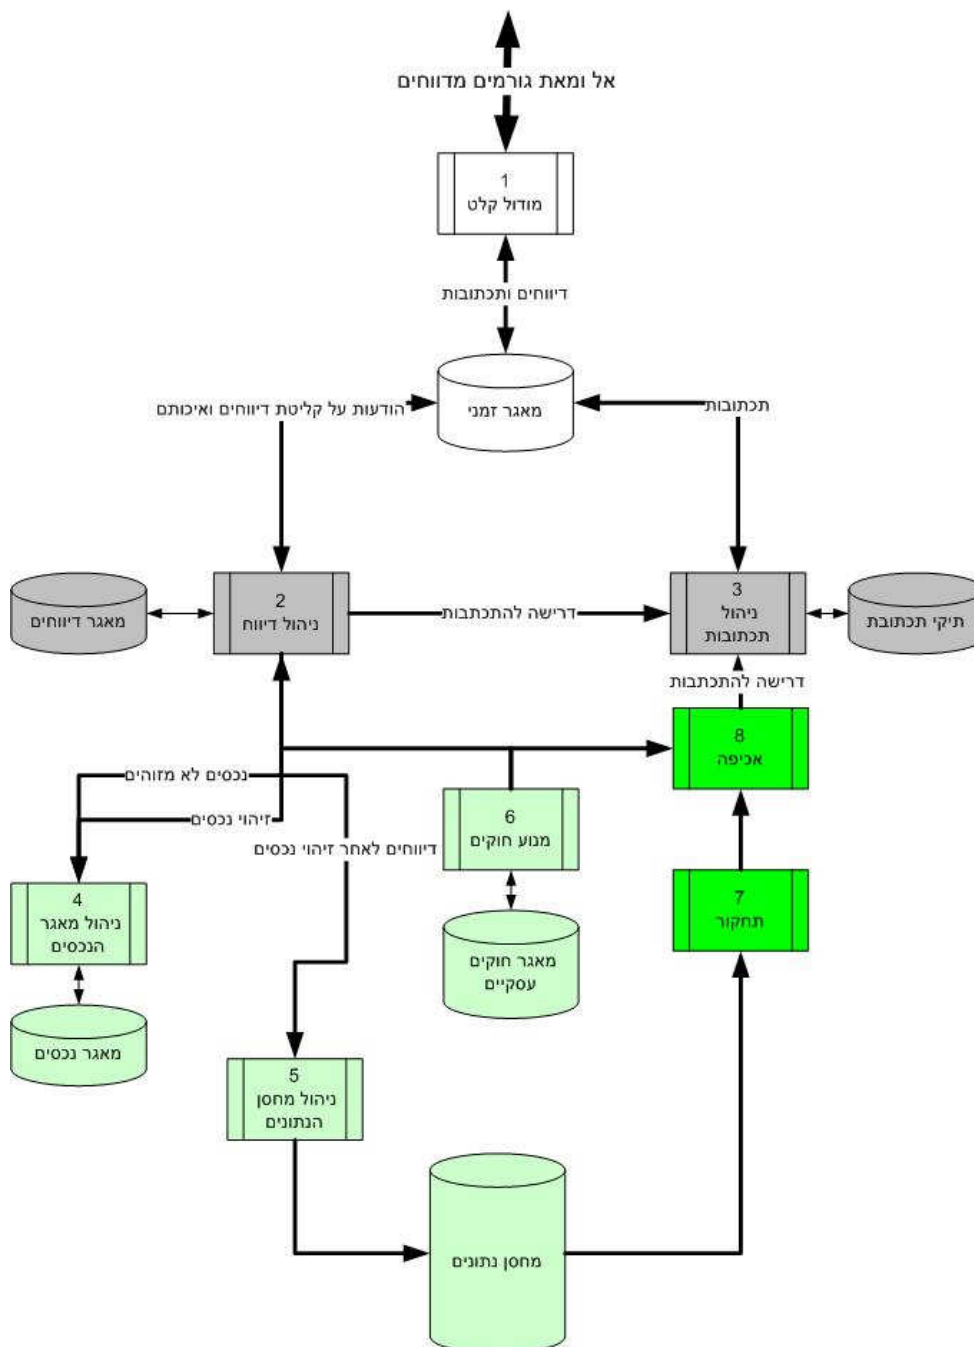 אל ומאת גורמים מדווחים
1
מודול קלט
דיווחים ותכתובות
מאגר זמני
הודעות על קליטת דיווחים ואיכותם
תכתובות
מאגר דיווחים
2
ניהול דיווח
דרישה להתכתבות
3
ניהול
תכתובות
תיקי תכתובת
דרישה להתכתבות
8
אכיפה
נכסים לא מזוהים
זיהוי נכסים
דיווחים לאחר זיהוי נכסים
6
מנוע חוקים
4
ניהול מאגר
הנכסים
7
תחקור
מאגר חוקים
עסקיים
מאגר נכסים
5
ניהול מחסן
הנתונים
מחסן נתונים